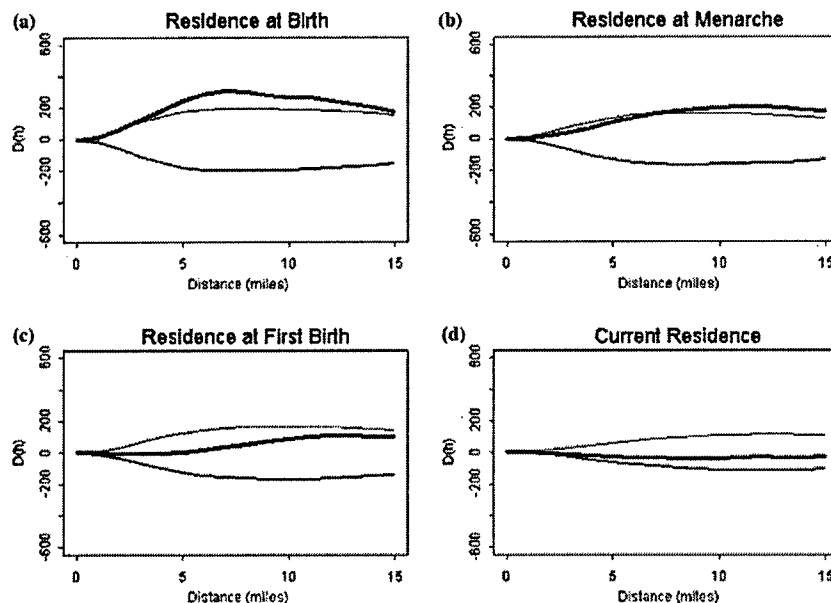 (a) Residence at Birth
600
200
0
-200
-600
D(h)
0 5 10 15
Distance (miles)
(b) Residence at Menarche
600
200
0
-200
-600
D(h)
0 5 10 15
Distance (miles)
(c) Residence at First Birth
600
200
0
-200
-600
D(h)
0 5 10 15
Distance (miles)
(d) Current Residence
600
200
0
-200
-600
D(h)
0 5 10 15
Distance (miles)